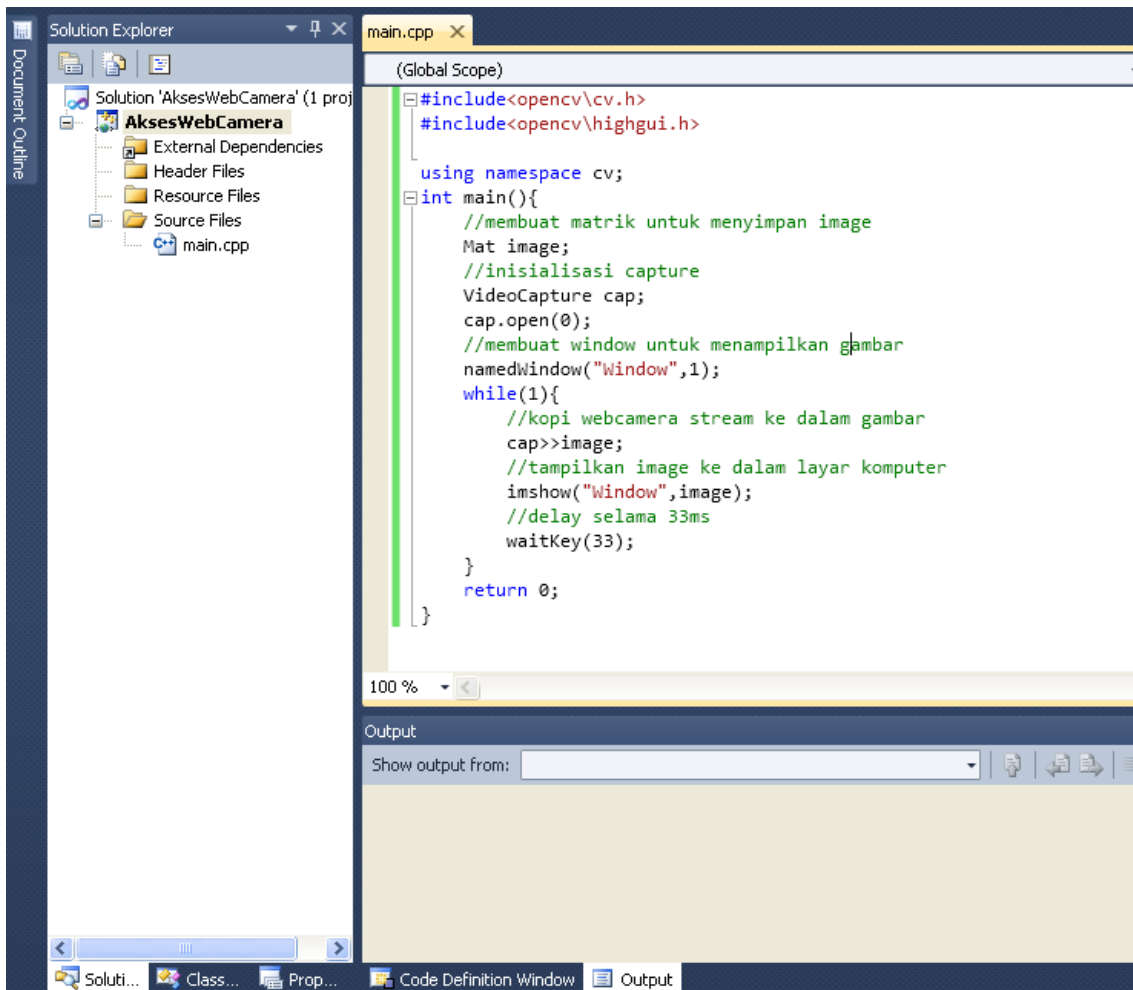 Document Outline
Solution Explorer
Solution 'AksesWebCamera' (1 proj
AksesWebCamera
External Dependencies
Header Files
Resource Files
Source Files
main.cpp
Soluti...
Class...
Prop...
main.cpp
(Global Scope)
#include<opencv\cv.h>
#include<opencv\highgui.h>
using namespace cv;
int main(){
//membuat matrik untuk menyimpan image
Mat image;
//inisialisasi capture
VideoCapture cap;
cap.open(0);
//membuat window untuk menampilkan gambar
namedWindow("Window",1);
while(1){
//kopi webcamera stream ke dalam gambar
cap>>image;
//tampilkan image ke dalam layar komputer
imshow("Window",image);
//delay selama 33ms
waitKey(33);
}
return 0;
}
100 %
Output
Show output from:
Code Definition Window
Output